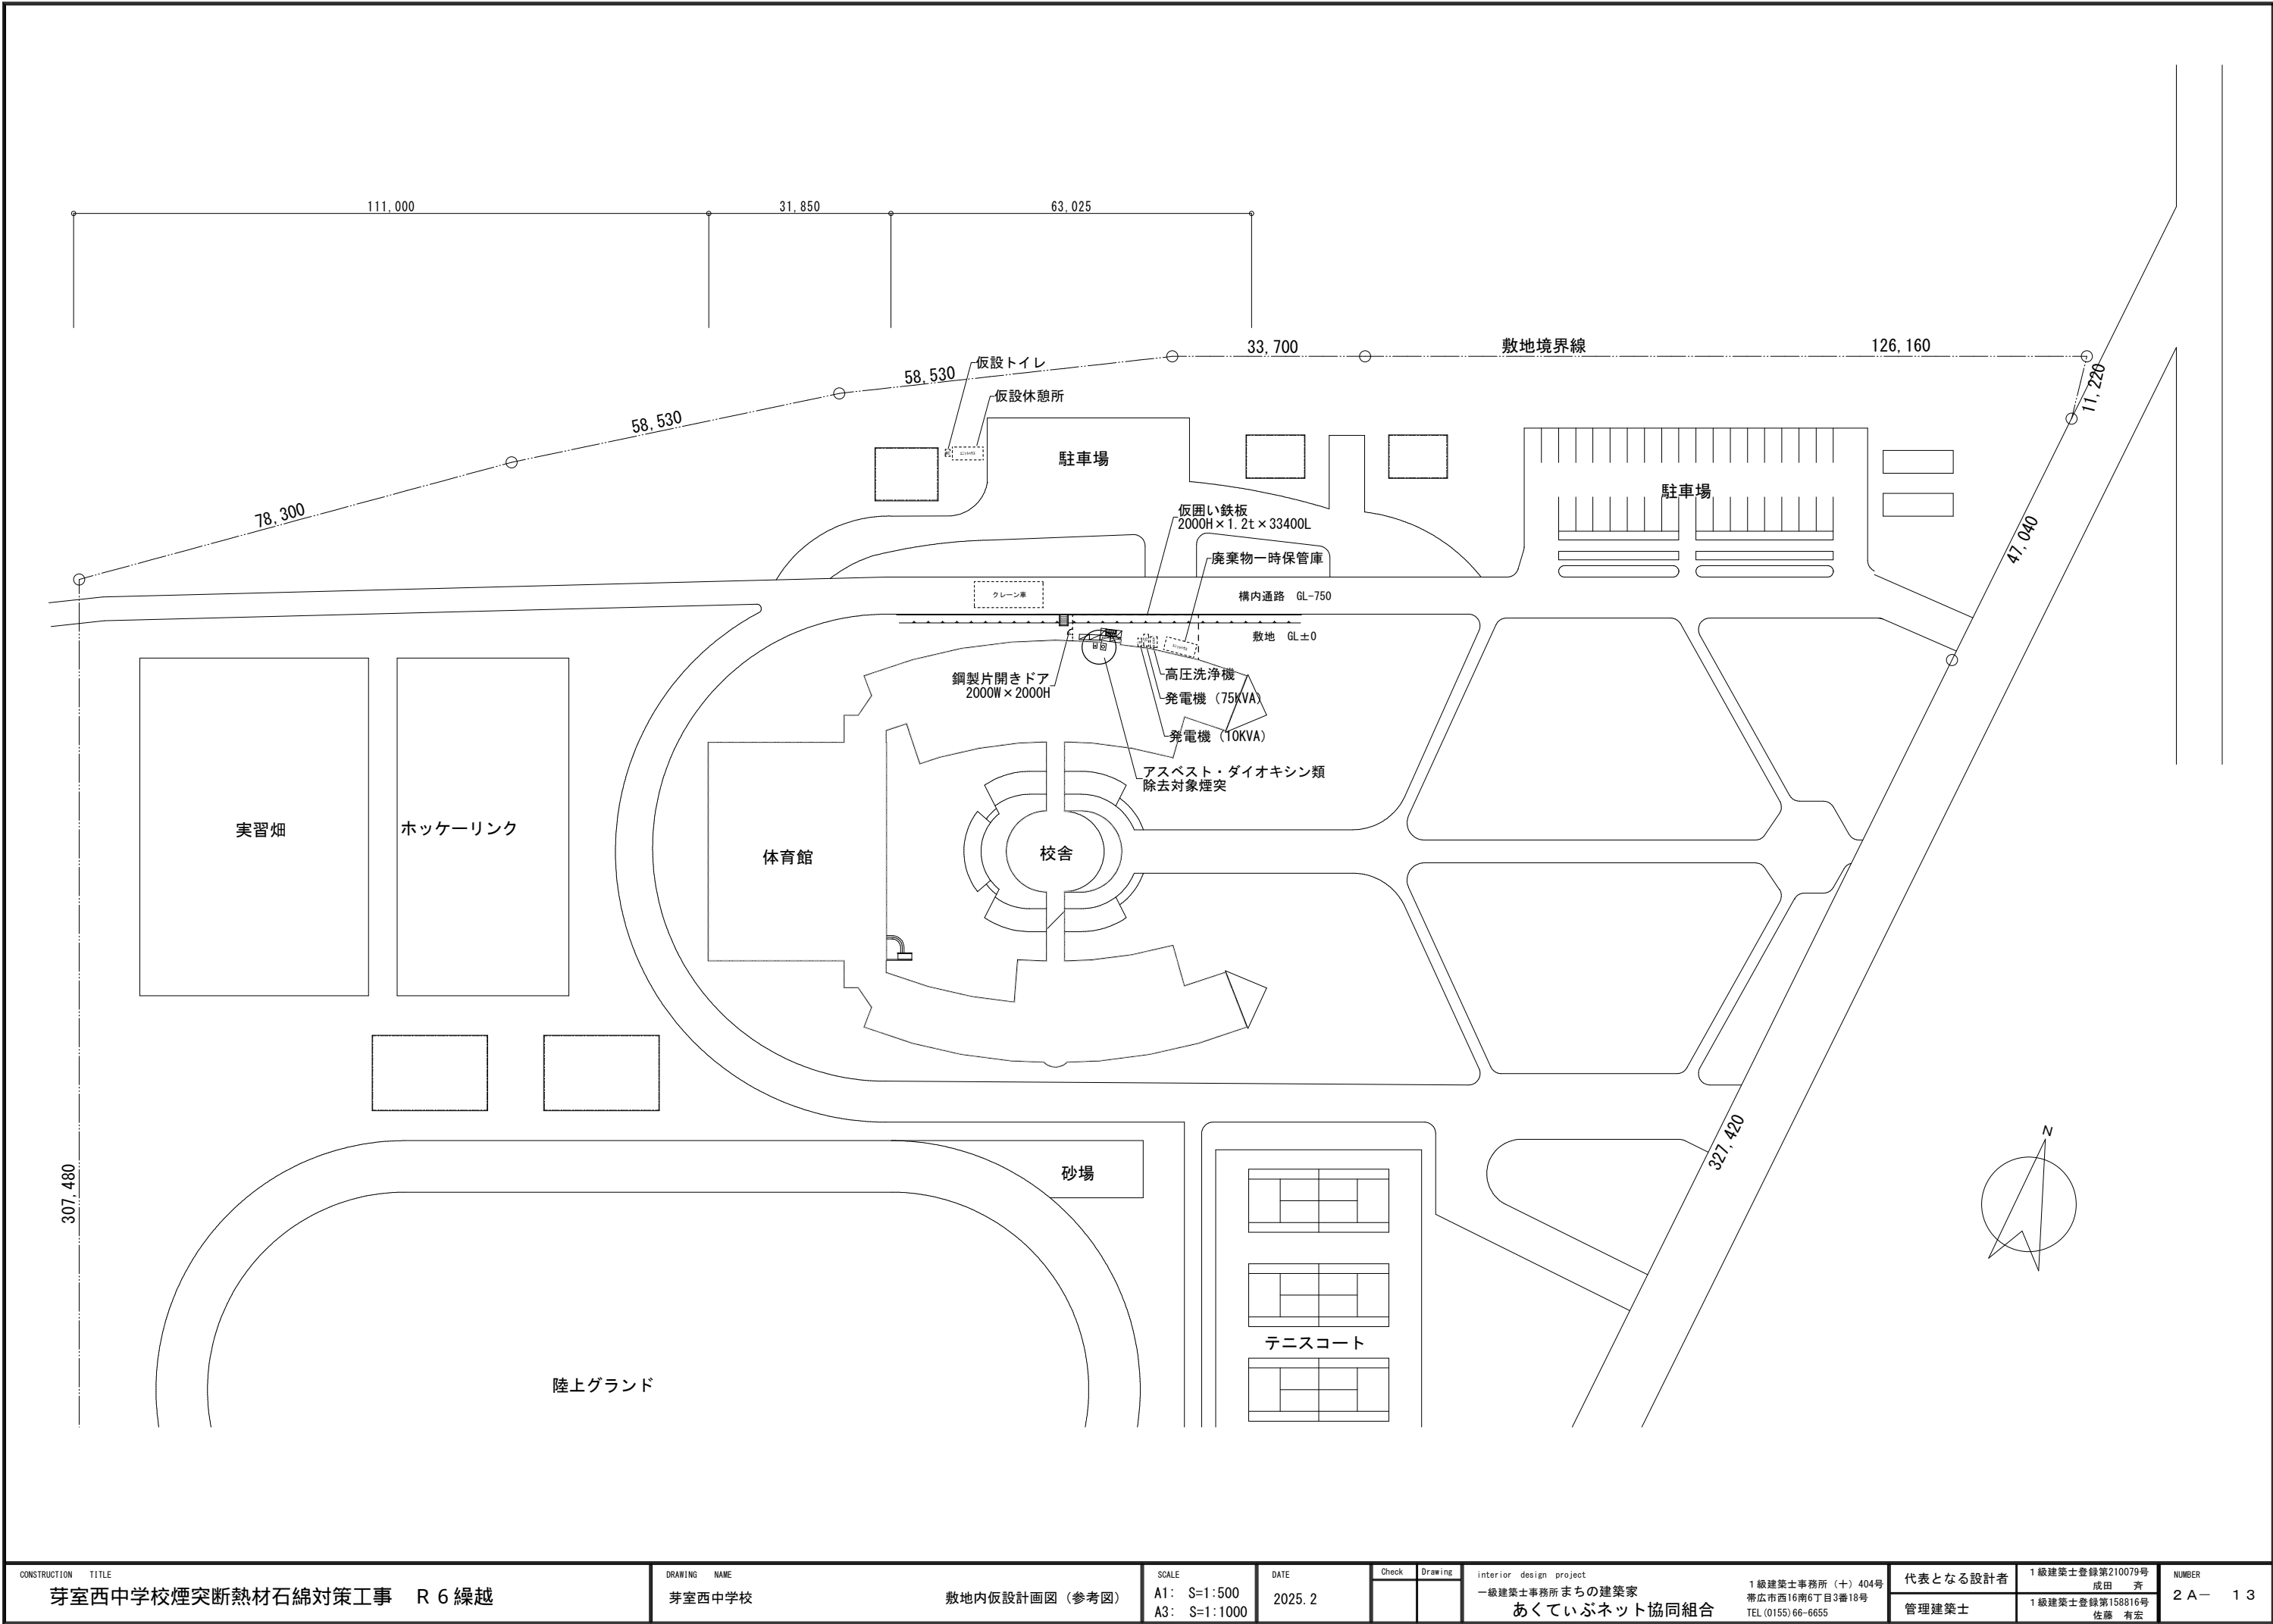 111,000
31,850
63,025
33,700
敷地境界線
126,160
11,220
58,530
仮設トイレ
仮設休憩所
58,530
78,300
駐車場
駐車場
仮囲い鉄板
2000H×1.2t×33400L
廃棄物一時保管庫
47,040
クレーン車
構内通路 GL-750
敷地 GL±0
鋼製片開きドア
2000W×2000H
高圧洗浄機
発電機（75KVA）
発電機（10KVA）
アスベスト・ダイオキシン類
除去対象煙突
実習畑
ホッケーリンク
体育館
校舎
307,480
砂場
327,420
N
テニスコート
陸上グランド
CONSTRUCTION TITLE
芽室西中学校煙突断熱材石綿対策工事 R6繰越
DRAWING NAME
芽室西中学校 敷地内仮設計画図（参考図）
SCALE
A1: S=1:500
A3: S=1:1000
DATE
2025.2
Check Drawing
interior design project
一級建築士事務所 まちの建築家
あくてぃぶネット協同組合
1級建築士事務所（十）404号
帯広市西16南6丁目3番18号
TEL(0155)66-6655
代表となる設計者
1級建築士登録第210079号
成田 斉
管理建築士
1級建築士登録第158816号
佐藤 有宏
NUMBER
2A- 13